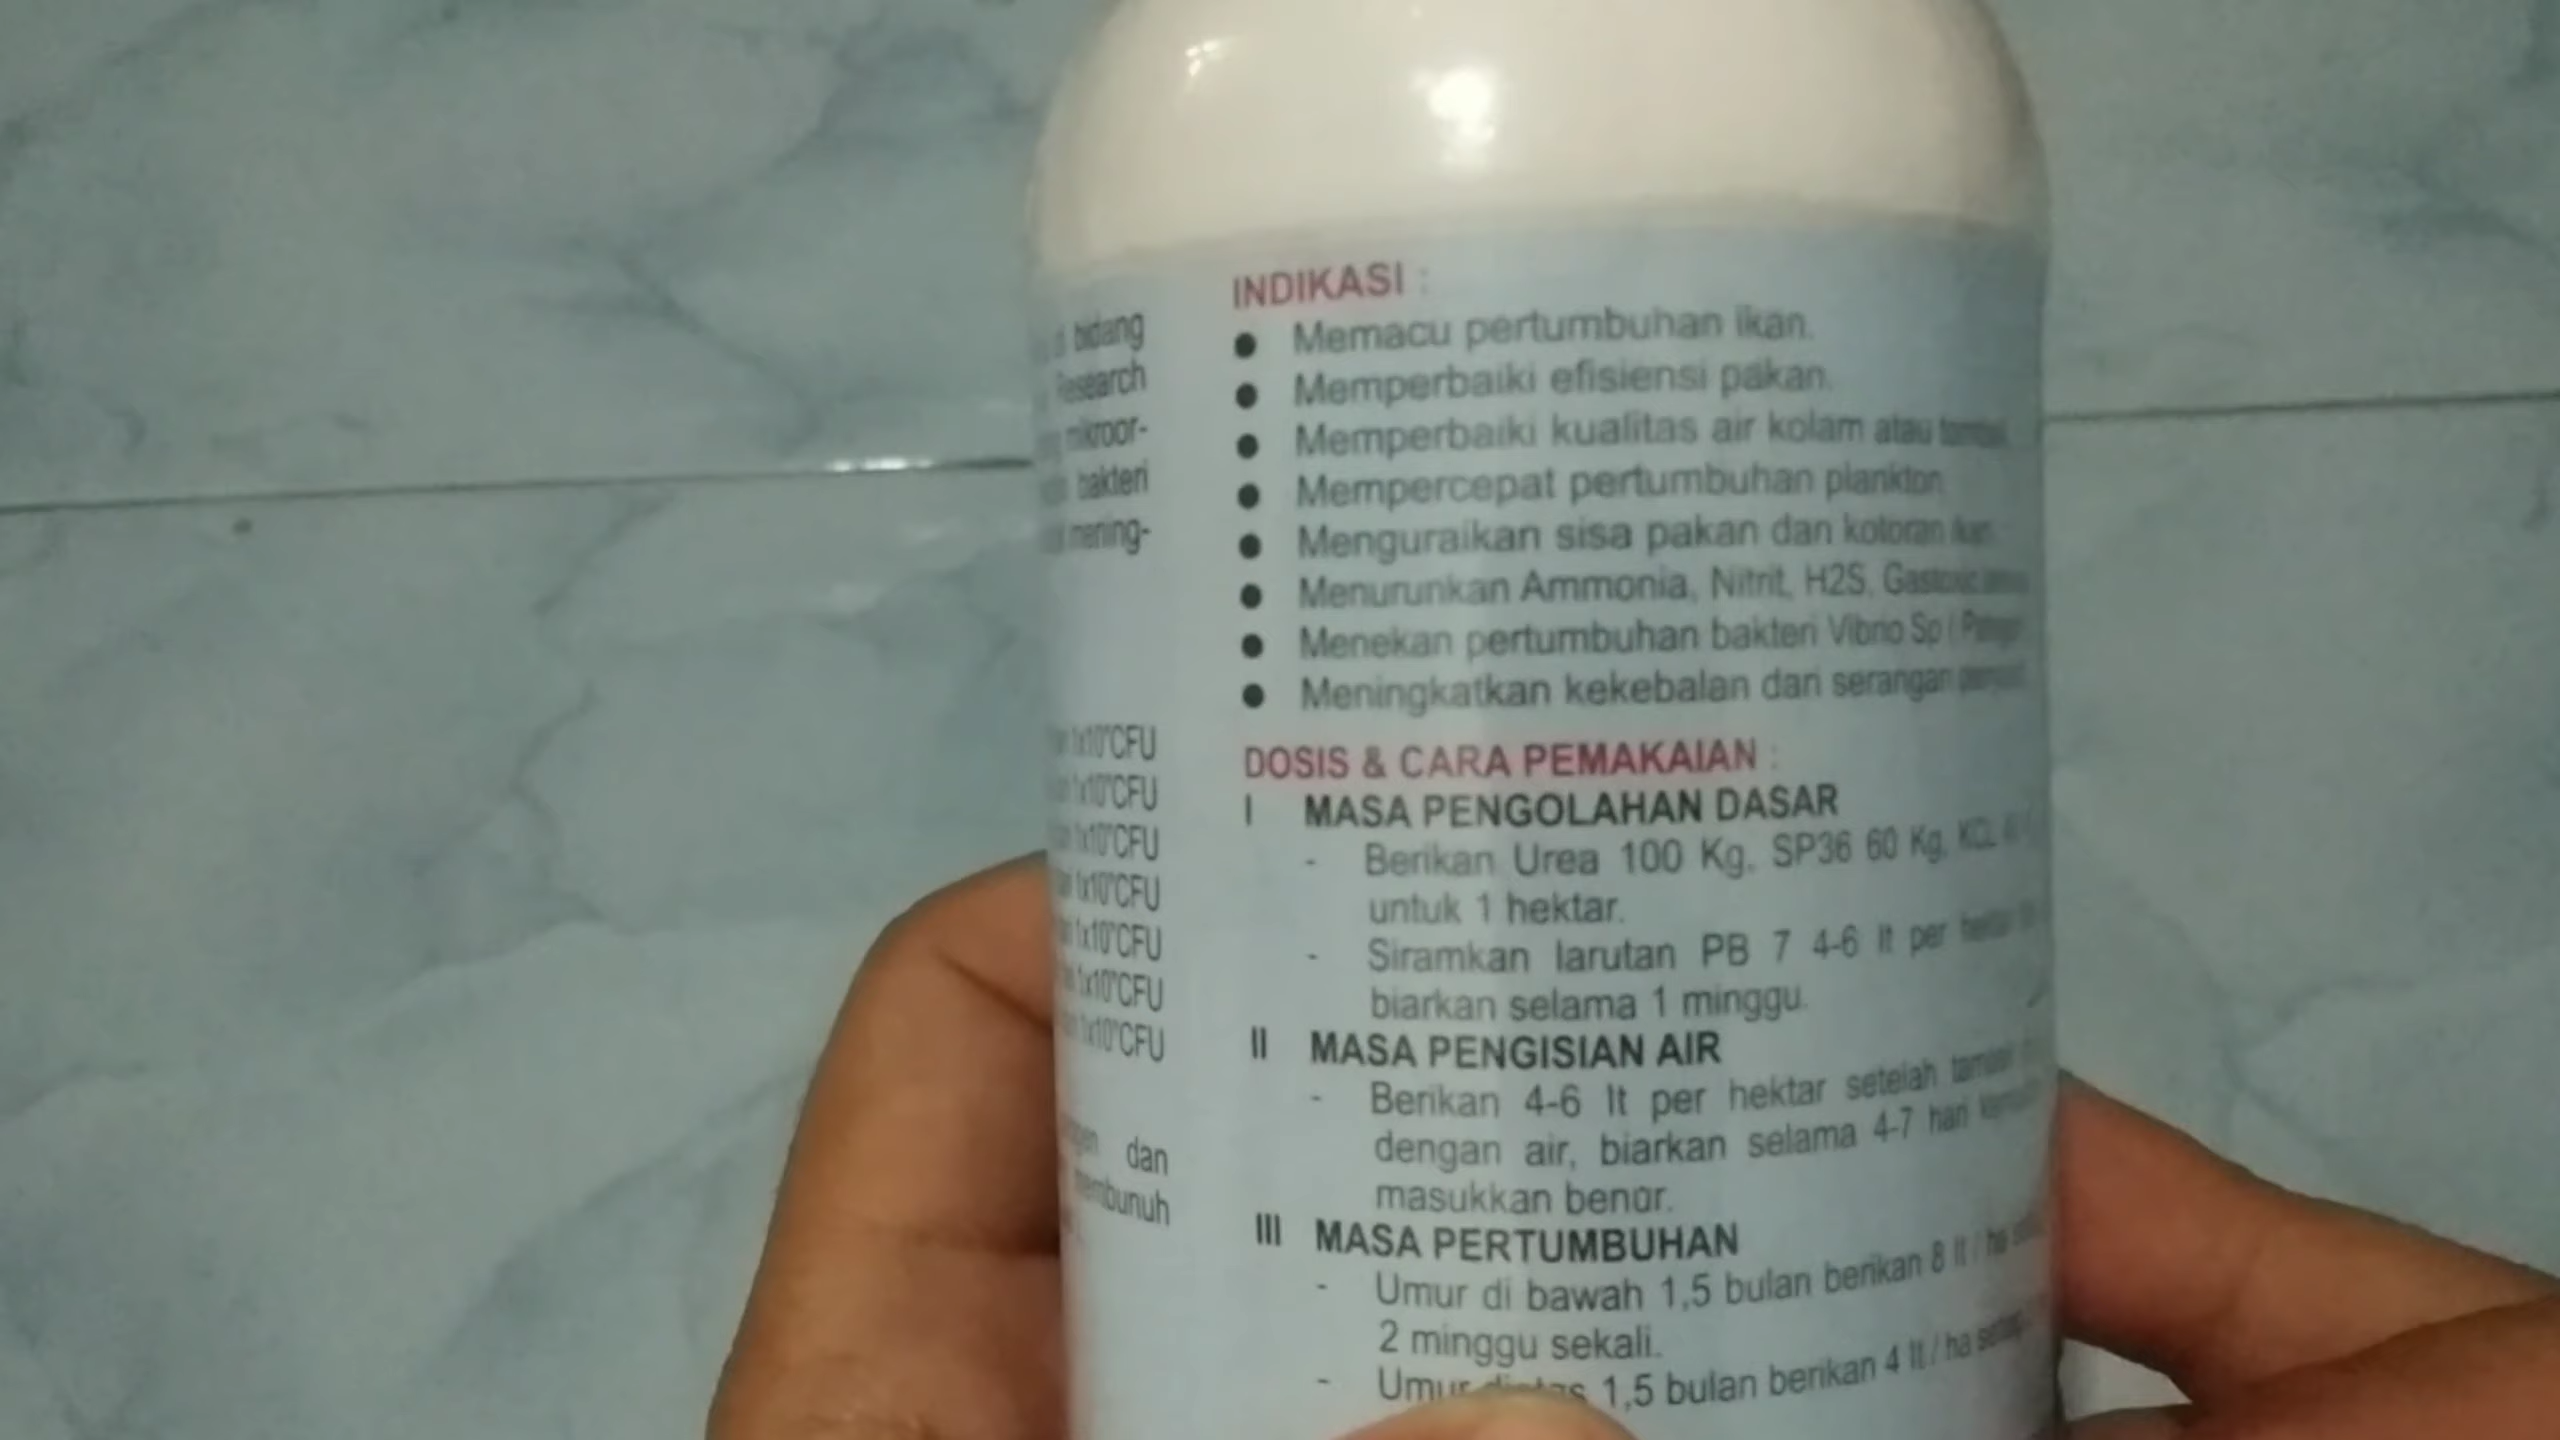 bidang
Research
mikroor-
bakteri
mening-
1x10 CFU
1x10 CFU
1x10 CFU
1x10 CFU
1x10 CFU
1x10 CFU
1x10 CFU
dan
membunuh
INDIKASI :
● Memacu pertumbuhan ikan.
● Memperbaiki efisiensi pakan.
● Memperbaiki kualitas air kolam atau
● Mempercepat pertumbuhan plankton
● Menguraikan sisa pakan dan kotoran ikan
● Menurunkan Ammonia, Nitrit, H2S,
● Menekan pertumbuhan bakteri Vibrio Sp (
● Meningkatkan kekebalan dari serangan
DOSIS & CARA PEMAKAIAN :
I MASA PENGOLAHAN DASAR
- Berikan Urea 100 Kg. SP36 60 Kg, KCL
untuk 1 hektar.
- Siramkan larutan PB 7 4-6 lt per hektar
biarkan selama 1 minggu.
II MASA PENGISIAN AIR
- Berikan 4-6 lt per hektar setelah
dengan air, biarkan selama 4-7 hari
masukkan benur.
III MASA PERTUMBUHAN
- Umur di bawah 1,5 bulan berikan 8 lt / ha
2 minggu sekali.
- Umur 1,5 bulan berikan 4 lt / ha